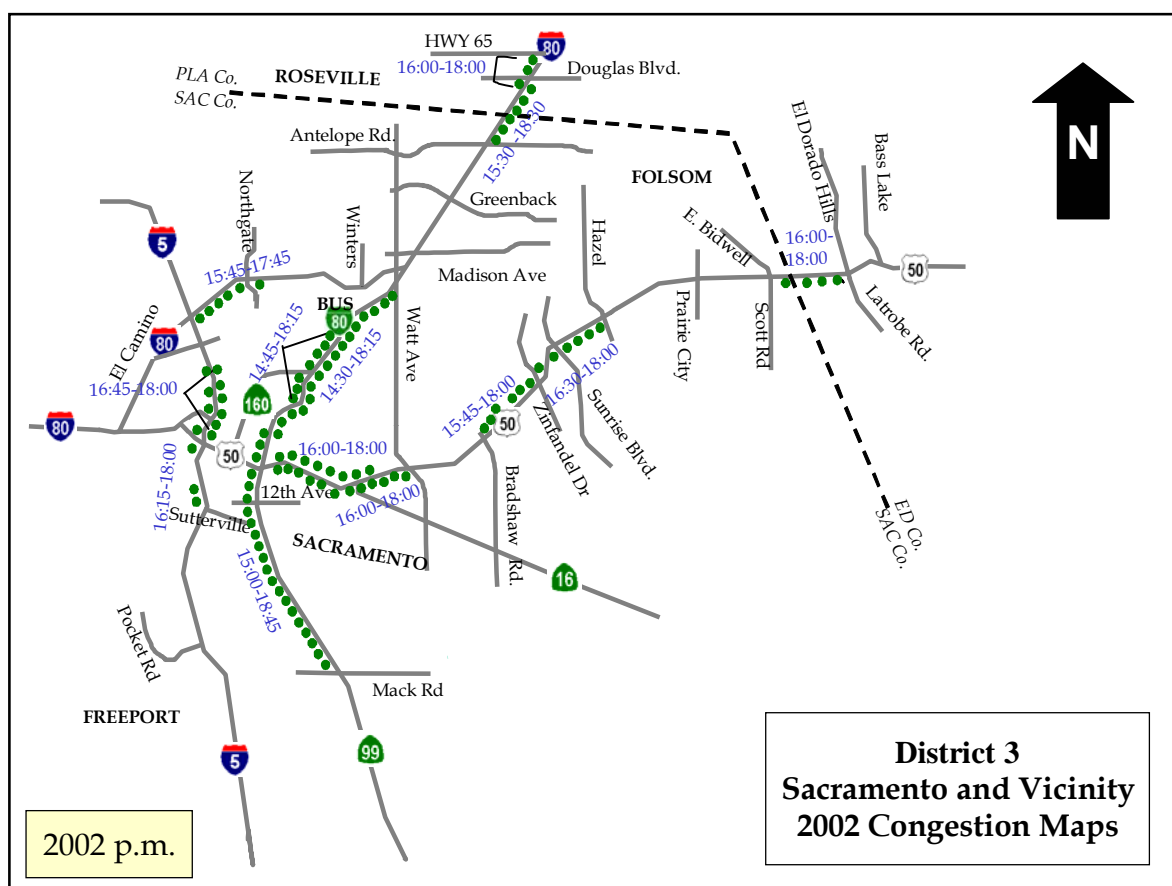 HWY 65
80
16:00-18:00
Douglas Blvd.
PLA Co.
ROSEVILLE
SAC Co.
15:30 -18:30
Antelope Rd.
N
El Dorado Hills
Bass Lake
FOLSOM
Greenback
Northgate
Winters
Hazel
E. Bidwell
5
16:00-
18:00
15:45-17:45
Madison Ave
50
BUS
80
80
El Camino
14:45-18:15
14:30-18:15
Watt Ave
Prairie City
Scott Rd
Latrobe Rd.
16:45-18:00
160
15:45-18:00
16:30-18:00
50
80
50
16:00-18:00
Zinfandel Dr
Sunrise Blvd.
16:15-18:00
12th Ave
16:00-18:00
Bradshaw Rd.
Sutterville
SACRAMENTO
ED Co.
SAC Co.
15:00-18:45
16
Pocket Rd
Mack Rd
FREEPORT
5
99
District 3
Sacramento and Vicinity
2002 Congestion Maps
2002 p.m.